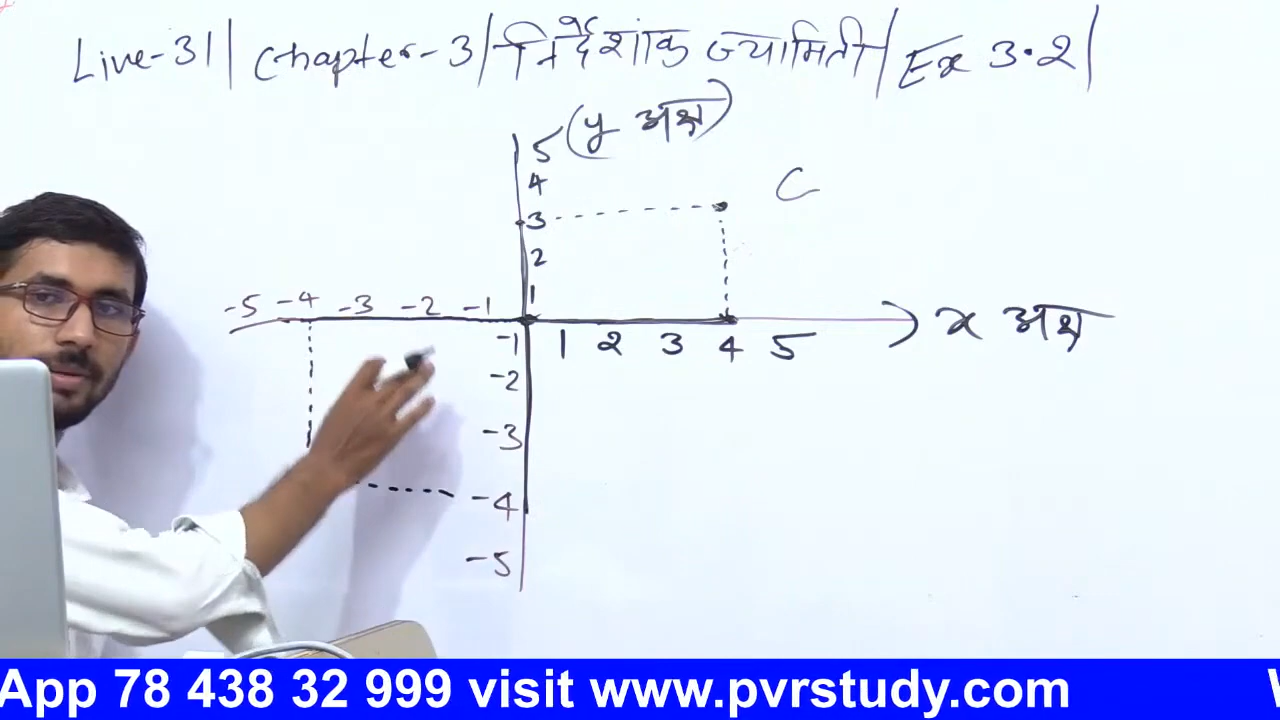 Live-31| Chapter-3| निर्देशांक ज्यामिती| Ex 3.2|
5 (y अक्ष)
4
C
3
2
-5 -4 -3 -2 -1 1
x अक्ष
-1 1 2 3 4 5
-2
-3
-4
-5
App 78 438 32 999 visit www.pvrstudy.com